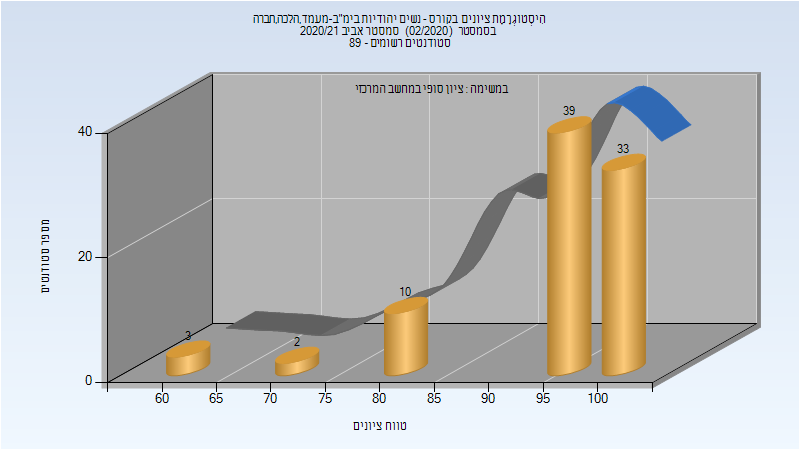 היסטוגרמת ציונים בקורס - נשים יהודיות בימ"ב-מעמד,הלכה,חברה
בסמסטר (02/2020) סמסטר אביב 2020/21
סטודנטים רשומים - 89
במשימה : ציון סופי במחשב המרכזי
39
33
10
3
2
40
20
0
מספר סטודנטים
60 65 70 75 80 85 90 95 100
טווח ציונים